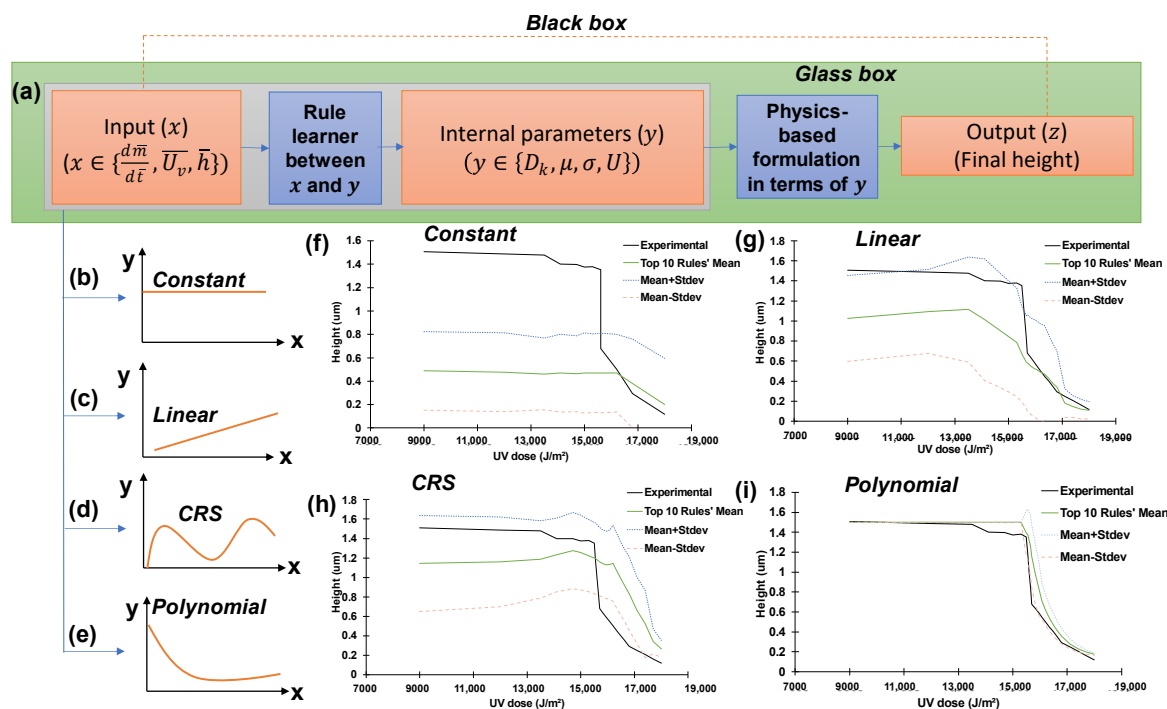 Black box
Glass box
(a)
Input (x)
(x ∈ {dm̄/dt̄, U̅ᵥ, h̄})
Rule
learner
between
x and y
Internal parameters (y)
(y ∈ {Dₖ, μ, σ, U})
Physics-
based
formulation
in terms of y
Output (z)
(Final height)
(b)
y
Constant
x
(c)
y
Linear
x
(d)
y
CRS
x
(e)
y
Polynomial
x
(f)
Constant
Experimental
Top 10 Rules' Mean
Mean+Stdev
Mean-Stdev
Height (um)
1.6
1.4
1.2
1
0.8
0.6
0.4
0.2
0
7000 9000 11,000 13,000 15,000 17,000 19,000
UV dose (J/m²)
(g)
Linear
Experimental
Top 10 Rules' Mean
Mean+Stdev
Mean-Stdev
Height (um)
1.8
1.6
1.4
1.2
1
0.8
0.6
0.4
0.2
0
7000 9000 11,000 13,000 15,000 17,000 19,000
UV dose (J/m²)
(h)
CRS
Experimental
Top 10 Rules' Mean
Mean+Stdev
Mean-Stdev
Height (um)
1.8
1.6
1.4
1.2
1
0.8
0.6
0.4
0.2
0
7000 9000 11,000 13,000 15,000 17,000 19,000
UV dose (J/m²)
(i)
Polynomial
Experimental
Top 10 Rules' Mean
Mean+Stdev
Mean-Stdev
Height (um)
1.8
1.6
1.4
1.2
1
0.8
0.6
0.4
0.2
0
7000 9000 11,000 13,000 15,000 17,000 19,000
UV dose (J/m²)